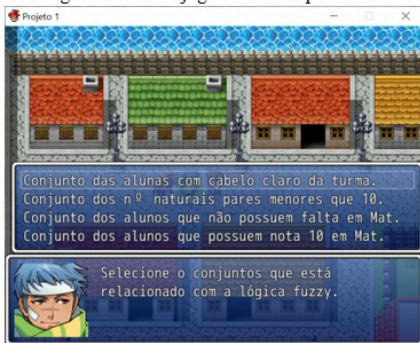 Projeto 1
Conjunto das alunas com cabelo claro da turma.
Conjunto dos nº naturais pares menores que 10.
Conjunto dos alunos que não possuem falta em Mat.
Conjunto dos alunos que possuem nota 10 em Mat.
Selecione o conjuntos que está
relacionado com a lógica fuzzy.